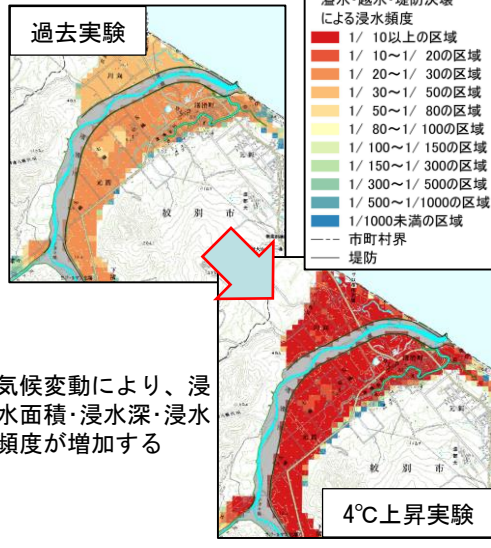 過去実験
溢水・越水・堤防決壊
による浸水頻度
1/ 10以上の区域
1/ 10～1/ 20の区域
1/ 20～1/ 30の区域
1/ 30～1/ 50の区域
1/ 50～1/ 80の区域
1/ 80～1/ 100の区域
1/ 100～1/ 150の区域
1/ 150～1/ 300の区域
1/ 300～1/ 500の区域
1/ 500～1/1000の区域
1/1000未満の区域
市町村界
堤防
川向
元紋別
紋別市
気候変動により、浸
水面積・浸水深・浸水
頻度が増加する
紋別市
4℃上昇実験